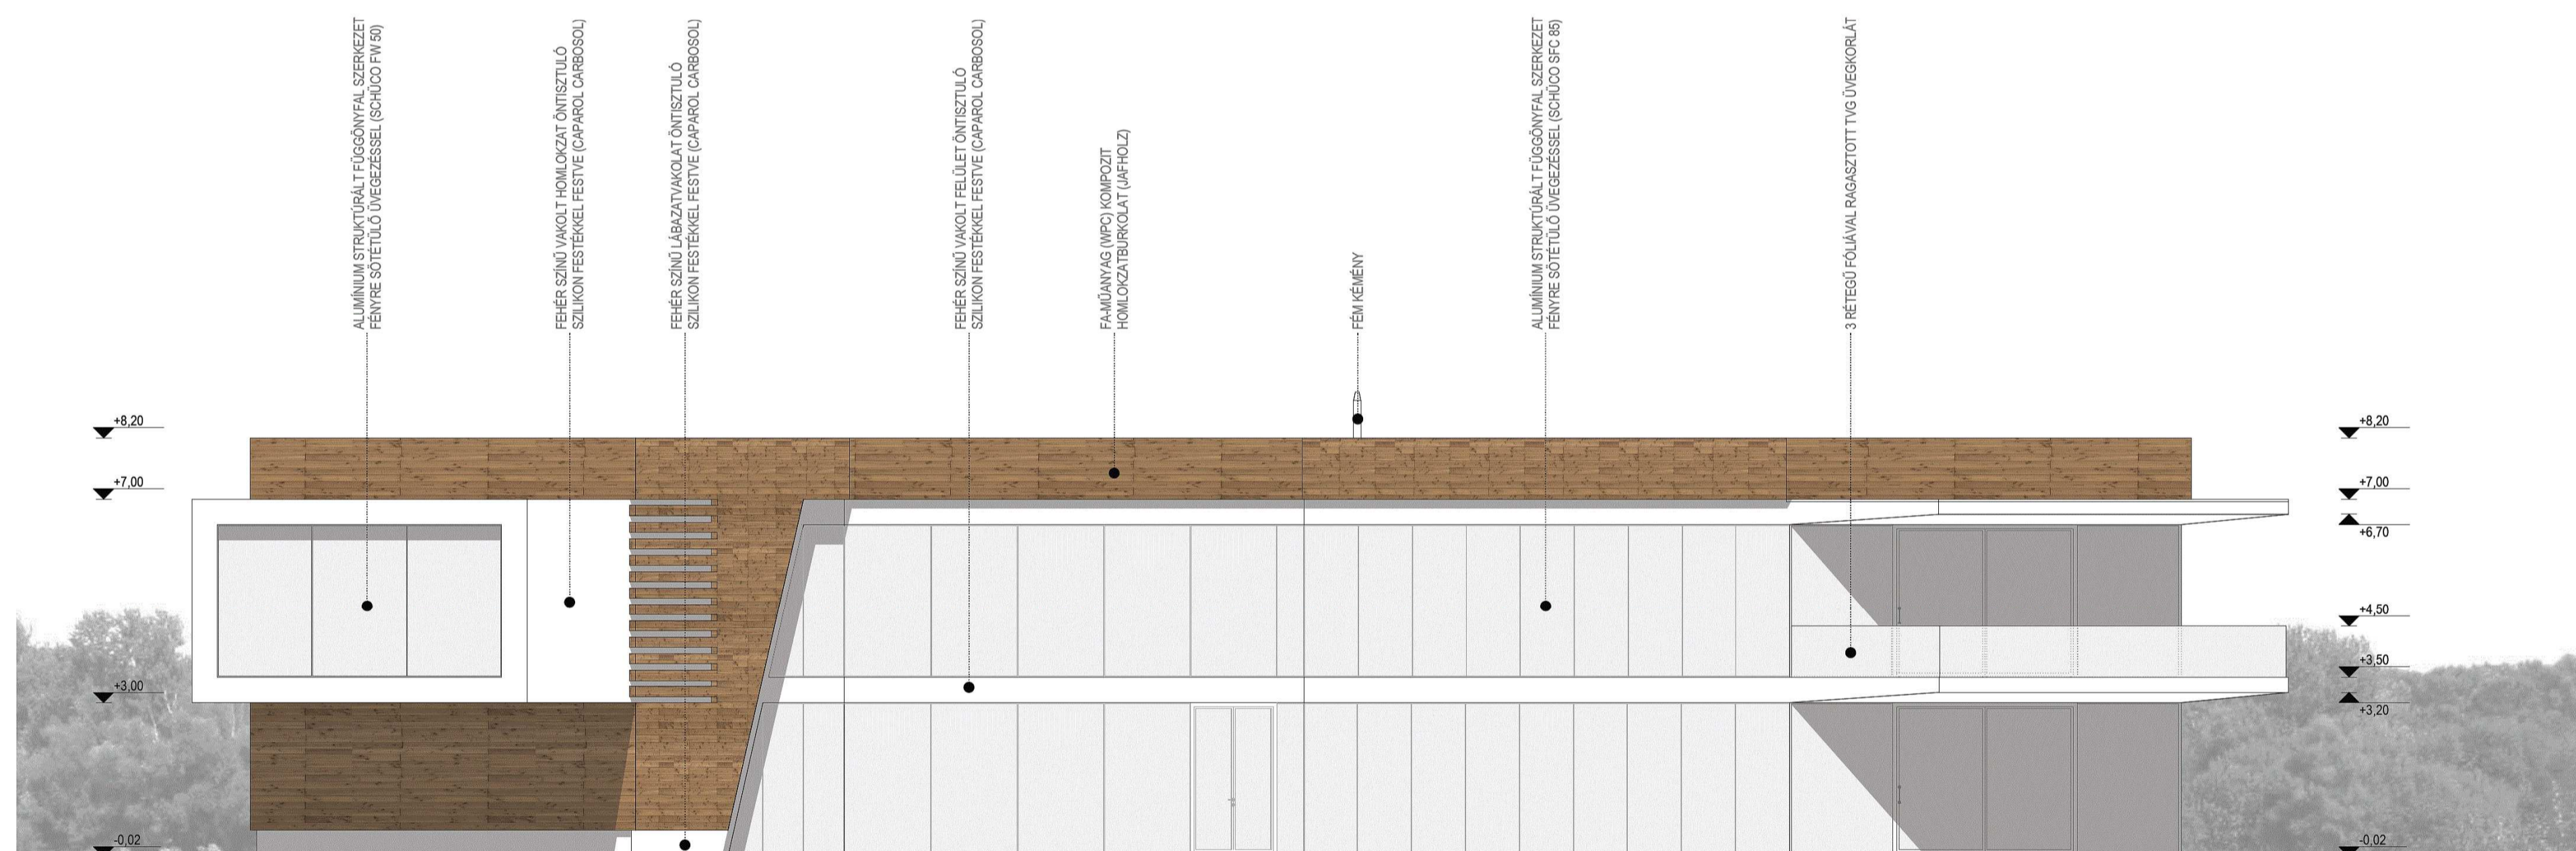 ALUMÍNIUM STRUKTÚRÁLT FÜGGÖNYFAL SZERKEZET
FÉNYRE SÖTÉTÜLŐ ÜVEGEZÉSSEL (SCHÜCO FW 50)
FEHÉR SZÍNŰ VAKOLT HOMLOKZAT ÖNTISZTULÓ
SZILIKON FESTÉKKEL FESTVE (CAPAROL CARBOSOL)
FEHÉR SZÍNŰ LÁBAZATVAKOLAT ÖNTISZTULÓ
SZILIKON FESTÉKKEL FESTVE (CAPAROL CARBOSOL)
FEHÉR SZÍNŰ VAKOLT FELÜLET ÖNTISZTULÓ
SZILIKON FESTÉKKEL FESTVE (CAPAROL CARBOSOL)
FA-MŰANYAG (WPC) KOMPOZIT
HOMLOKZATBURKOLAT (JAFHOLZ)
FÉM KÉMÉNY
ALUMÍNIUM STRUKTÚRÁLT FÜGGÖNYFAL SZERKEZET
FÉNYRE SÖTÉTÜLŐ ÜVEGEZÉSSEL (SCHÜCO SFC 85)
3 RÉTEGŰ FÓLIÁVAL RAGASZTOTT TVG ÜVEGKORLÁT
+8,20
+7,00
+3,00
-0,02
+8,20
+7,00
+6,70
+4,50
+3,50
+3,20
-0,02